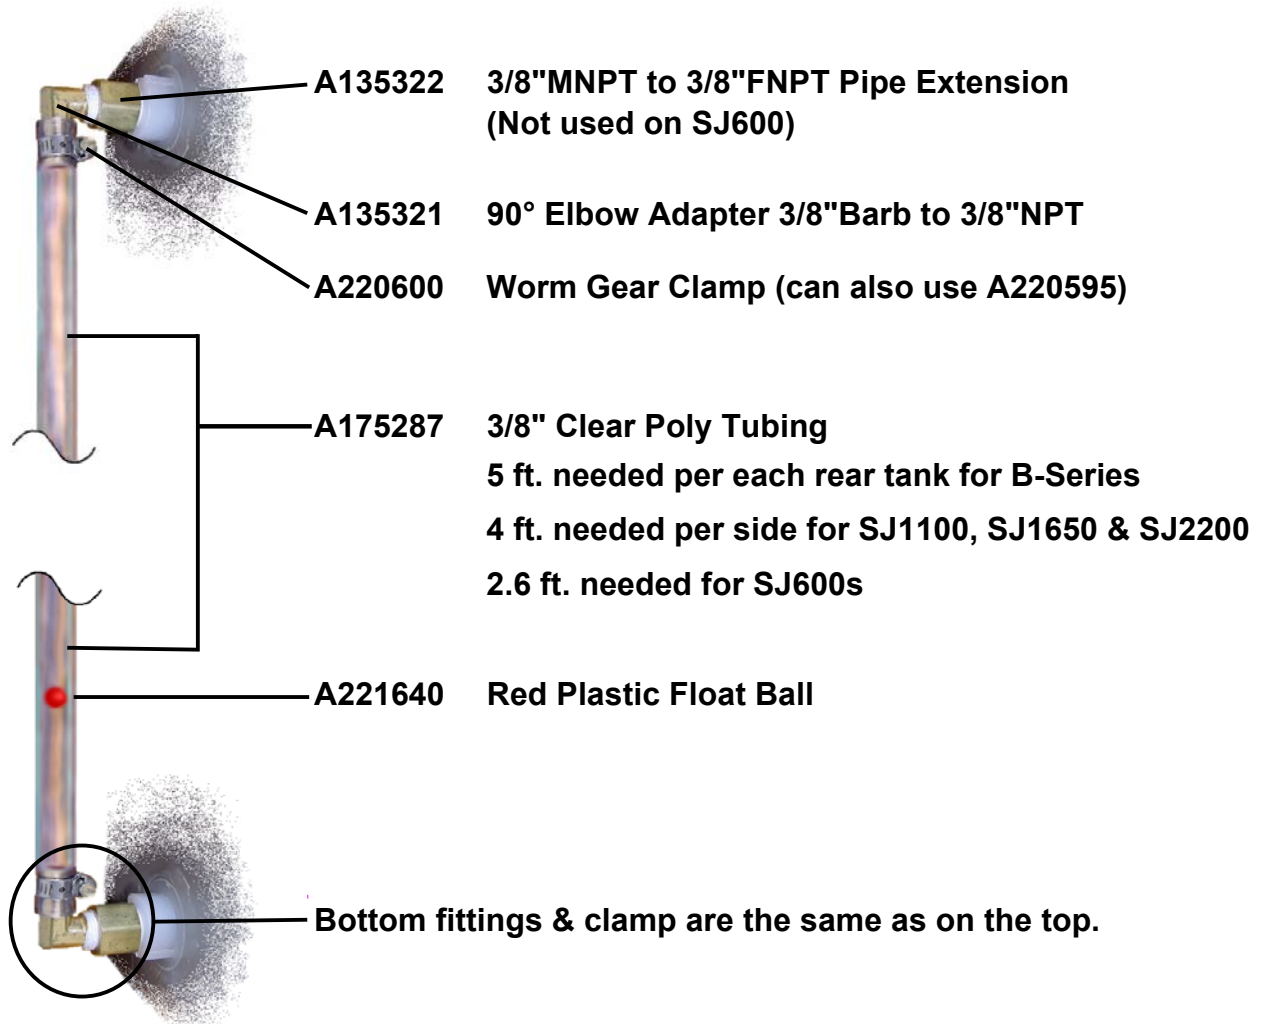 A135322 3/8"MNPT to 3/8"FNPT Pipe Extension
(Not used on SJ600)
A135321 90° Elbow Adapter 3/8"Barb to 3/8"NPT
A220600 Worm Gear Clamp (can also use A220595)
A175287 3/8" Clear Poly Tubing
5 ft. needed per each rear tank for B-Series
4 ft. needed per side for SJ1100, SJ1650 & SJ2200
2.6 ft. needed for SJ600s
A221640 Red Plastic Float Ball
Bottom fittings & clamp are the same as on the top.